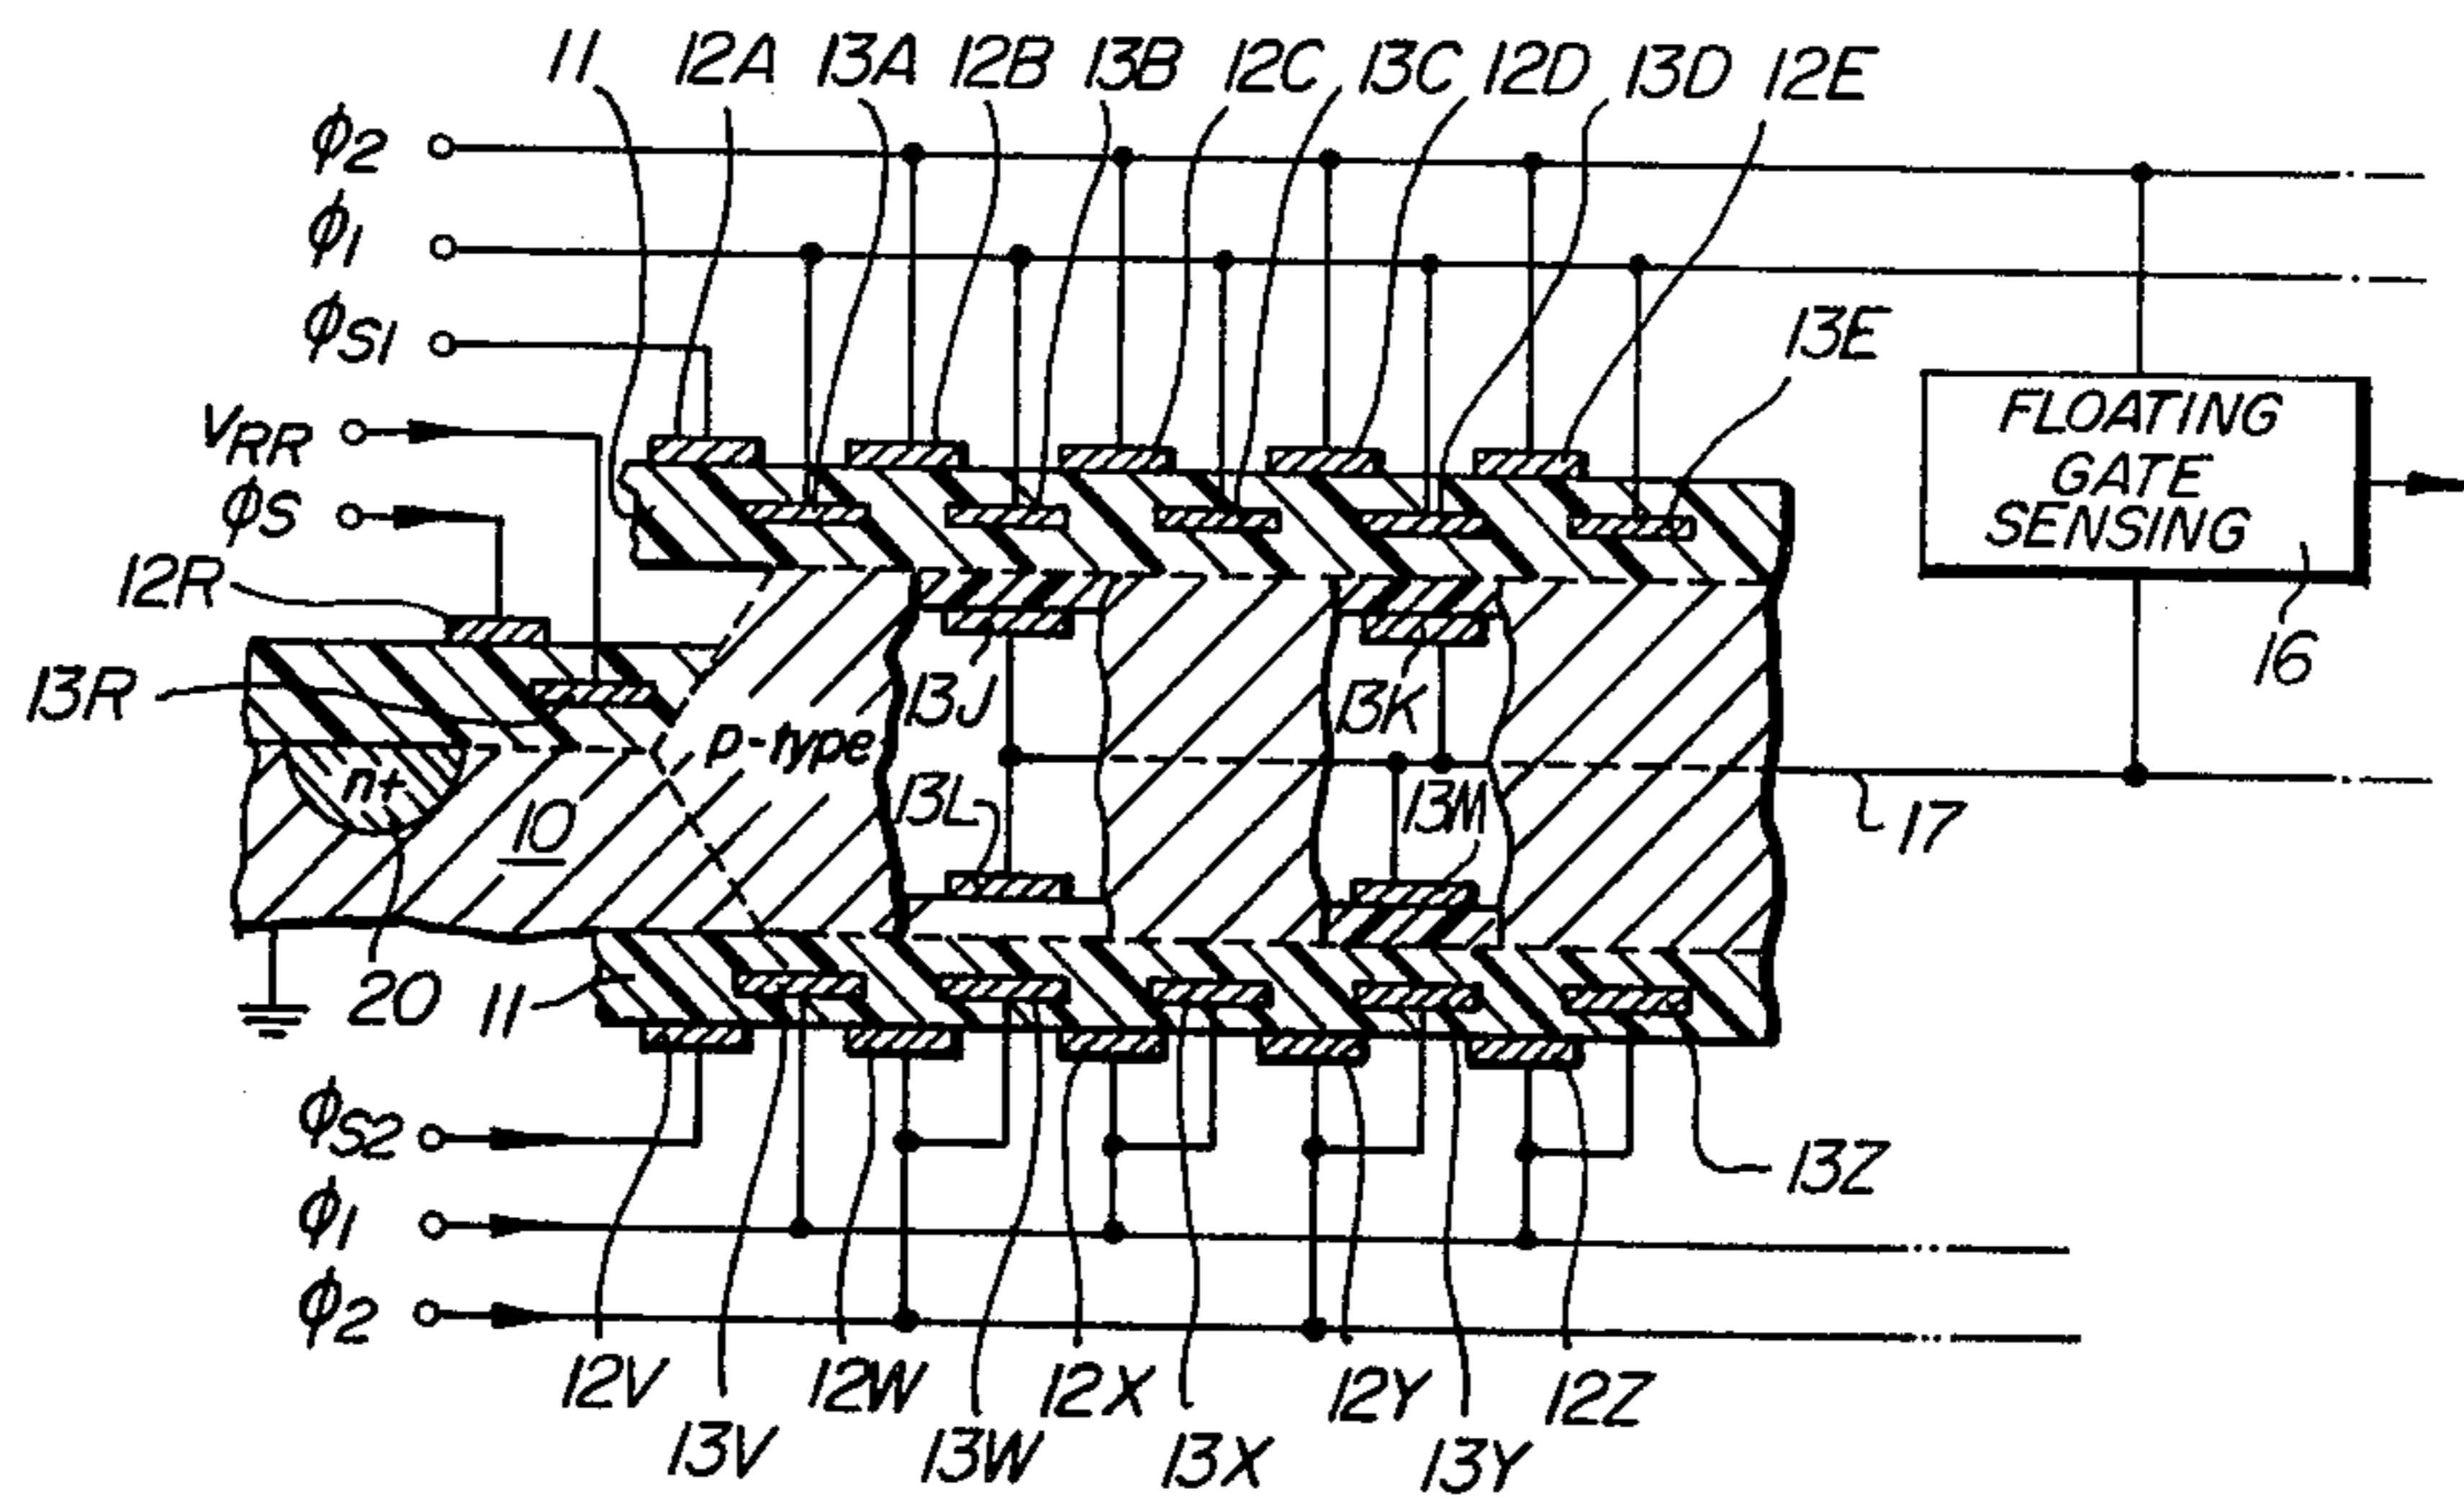 11 12A 13A 12B 13B 12C 13C 12D 13D 12E
ϕ2
ϕ1
ϕS1
13E
VRR
FLOATING
GATE
SENSING
ϕS
12R
16
13R
13J
13K
p-type
n+
10
13L
13M
17
20
11
ϕS2
13Z
ϕ1
ϕ2
12V 12W 12X 12Y 12Z
13V 13W 13X 13Y